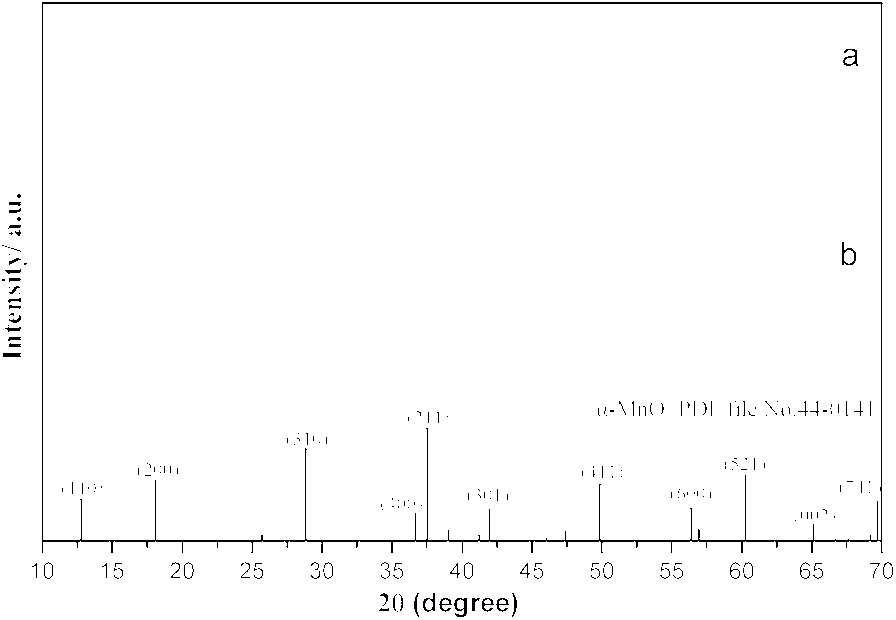 a
b
Intensity/ a.u.
α-MnO PDF file No.44-0141
(211)
(310)
(200)
(110)
(400)
(301)
(411)
(600)
(521)
(002)
10 15 20 25 30 35 40 45 50 55 60 65 70
2θ (degree)